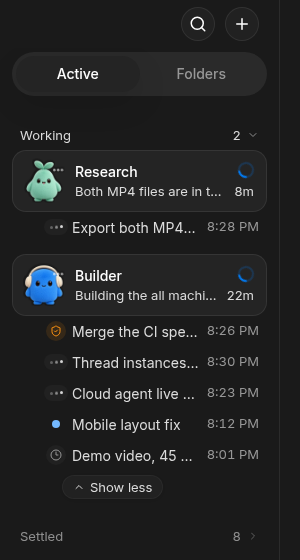 Active
Folders
Working 2
Research
Both MP4 files are in t... 8m
Export both MP4... 8:28 PM
Builder
Building the all machi... 22m
Merge the CI spe... 8:26 PM
Thread instances... 8:30 PM
Cloud agent live ... 8:23 PM
Mobile layout fix 8:12 PM
Demo video, 45 ... 8:01 PM
Show less
Settled 8